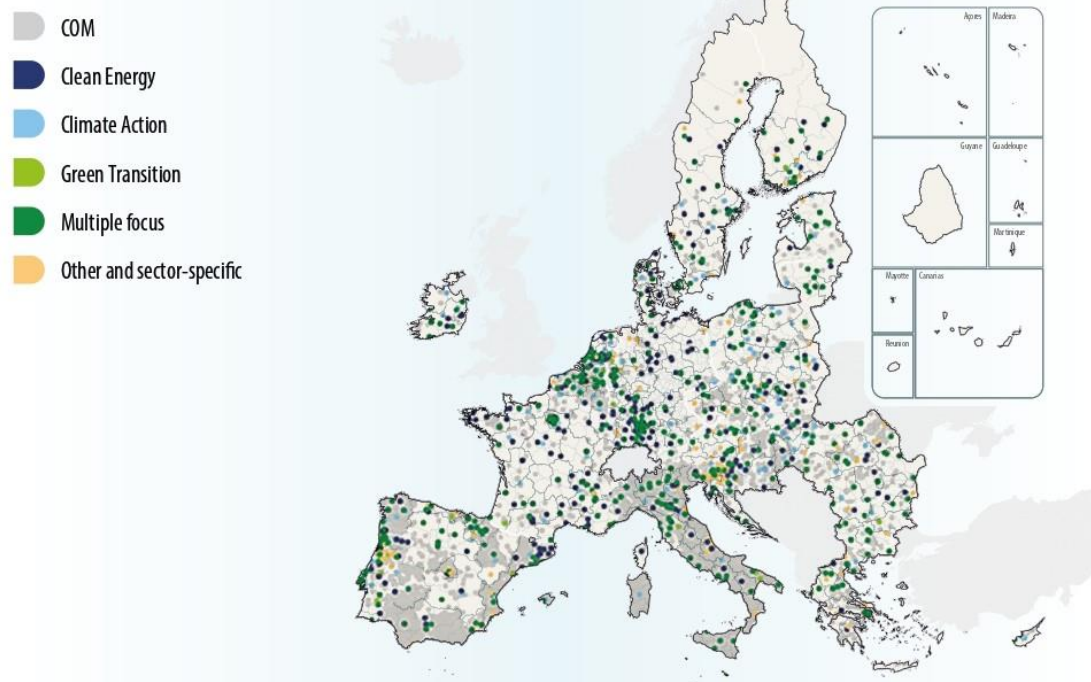 COM
Clean Energy
Climate Action
Green Transition
Multiple focus
Other and sector-specific
Açores
Madeira
Guyane
Guadeloupe
Martinique
Mayotte
Canarias
Reunion